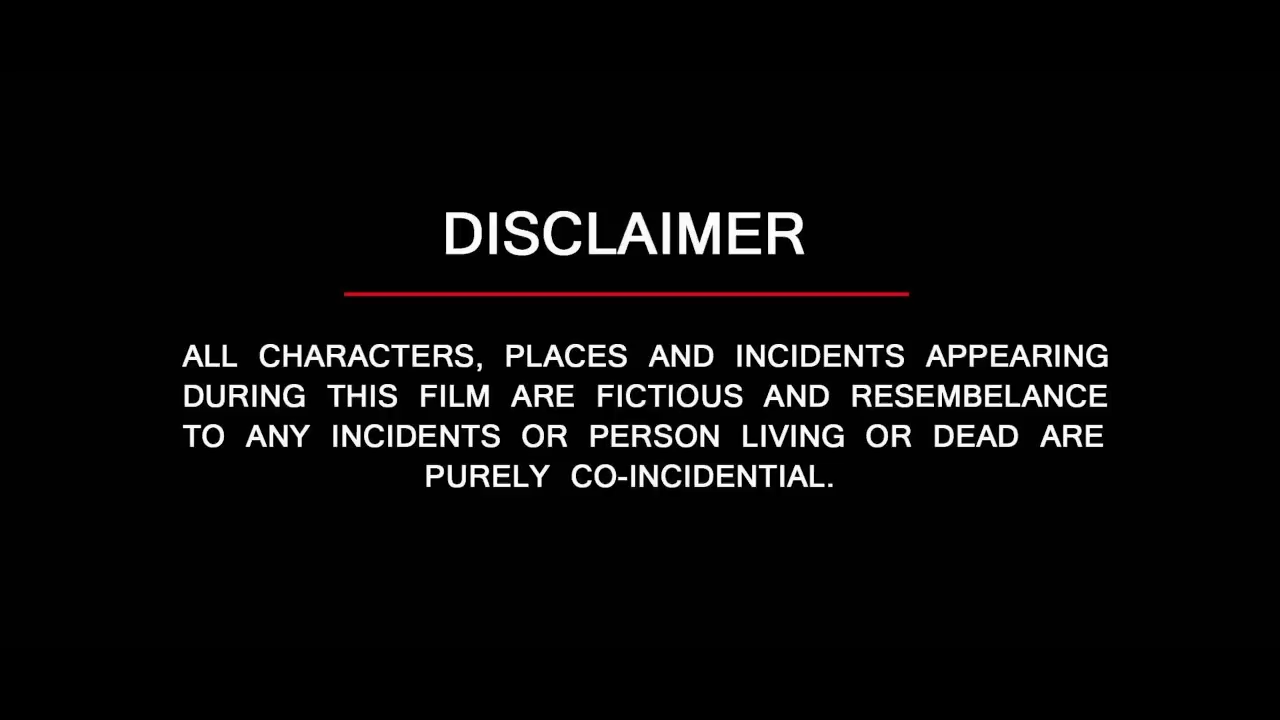 DISCLAIMER
ALL CHARACTERS, PLACES AND INCIDENTS APPEARING
DURING THIS FILM ARE FICTIOUS AND RESEMBELANCE
TO ANY INCIDENTS OR PERSON LIVING OR DEAD ARE
PURELY CO-INCIDENTIAL.